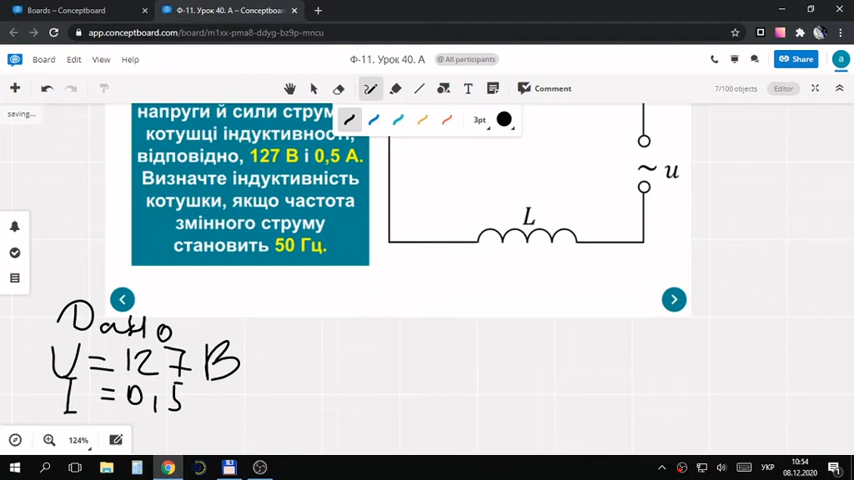 Boards – Conceptboard
Ф-11. Урок 40. А – Conceptboard
app.conceptboard.com/board/m1xx-pma8-ddyg-bz9p-mncu
Board Edit View Help
Ф-11. Урок 40. А
All participants
Share
a
T
Comment
7/100 objects
Editor
saving...
3pt
напруги й сили струм
котушці індуктивності,
відповідно, 127 В і 0,5 А.
Визначте індуктивність
котушки, якщо частота
змінного струму
становить 50 Гц.
~ u
L
Дано
U = 127 В
I = 0,5
124%
УКР
10:54
08.12.2020
1